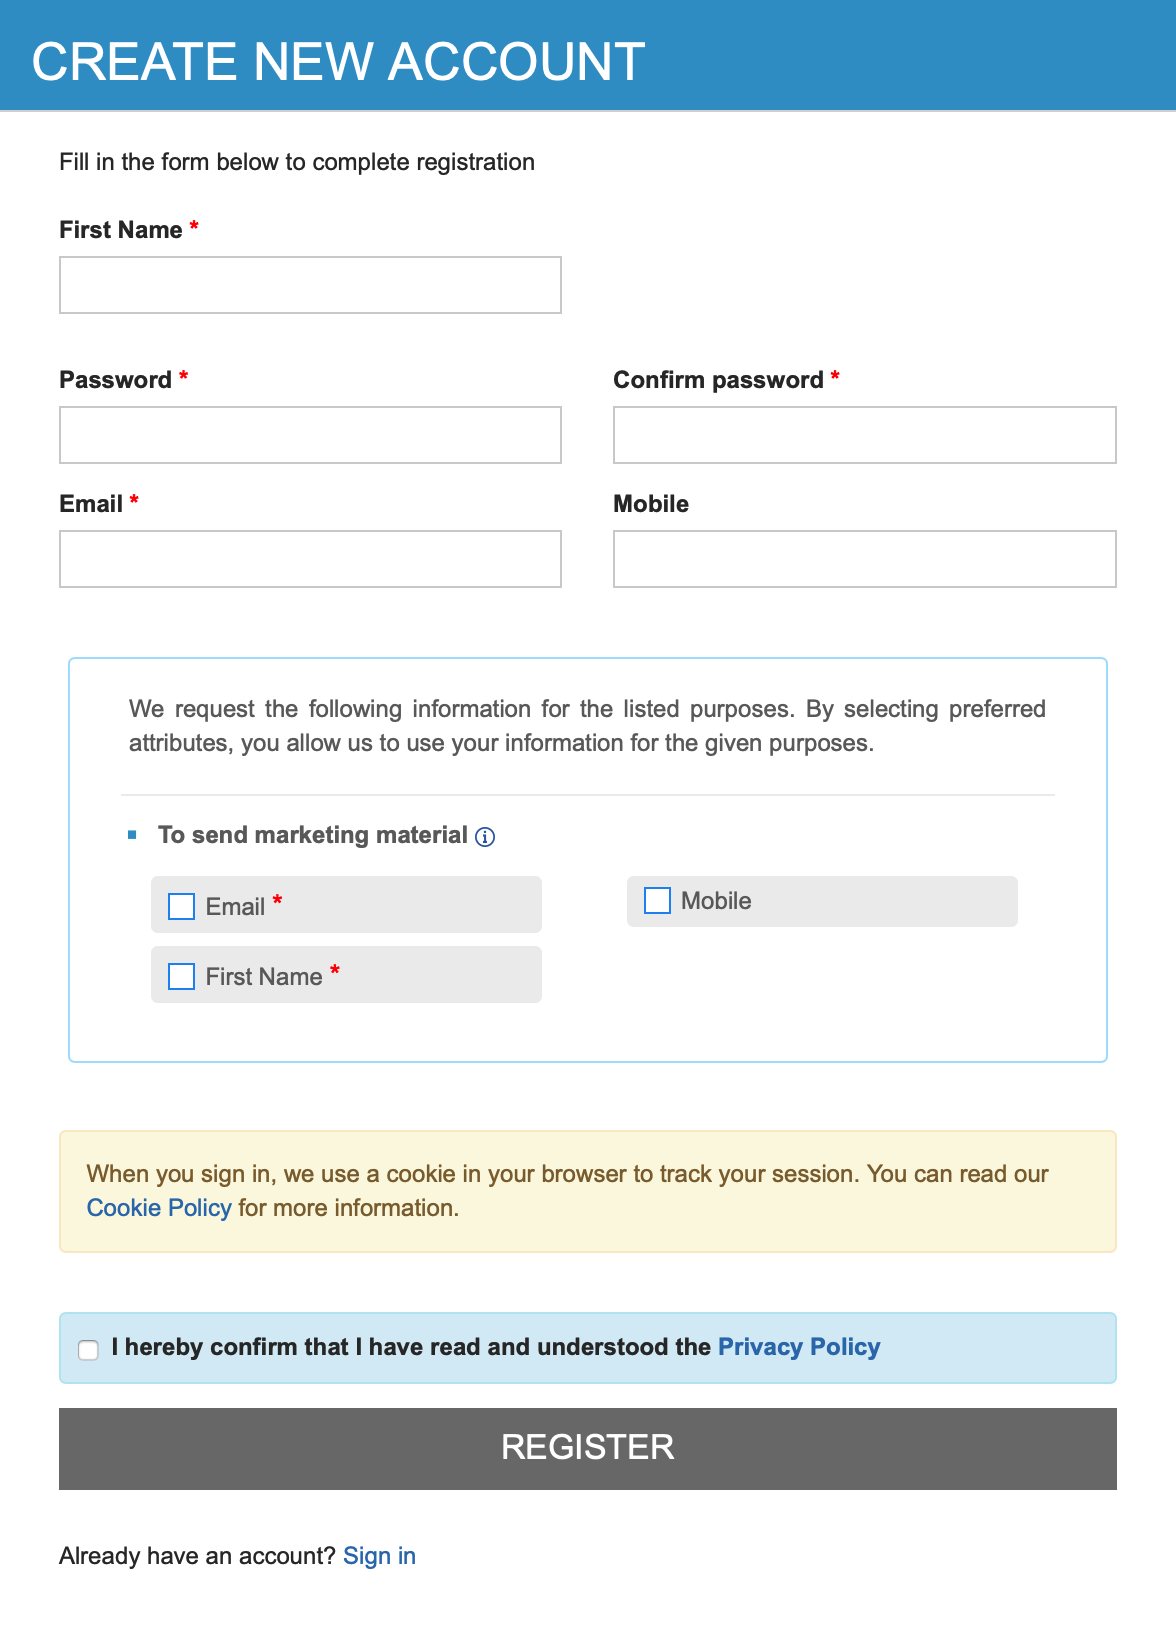 CREATE NEW ACCOUNT
Fill in the form below to complete registration
First Name *
Password *
Confirm password *
Email *
Mobile
We request the following information for the listed purposes. By selecting preferred
attributes, you allow us to use your information for the given purposes.
To send marketing material
Email *
Mobile
First Name *
When you sign in, we use a cookie in your browser to track your session. You can read our
Cookie Policy for more information.
I hereby confirm that I have read and understood the Privacy Policy
REGISTER
Already have an account? Sign in